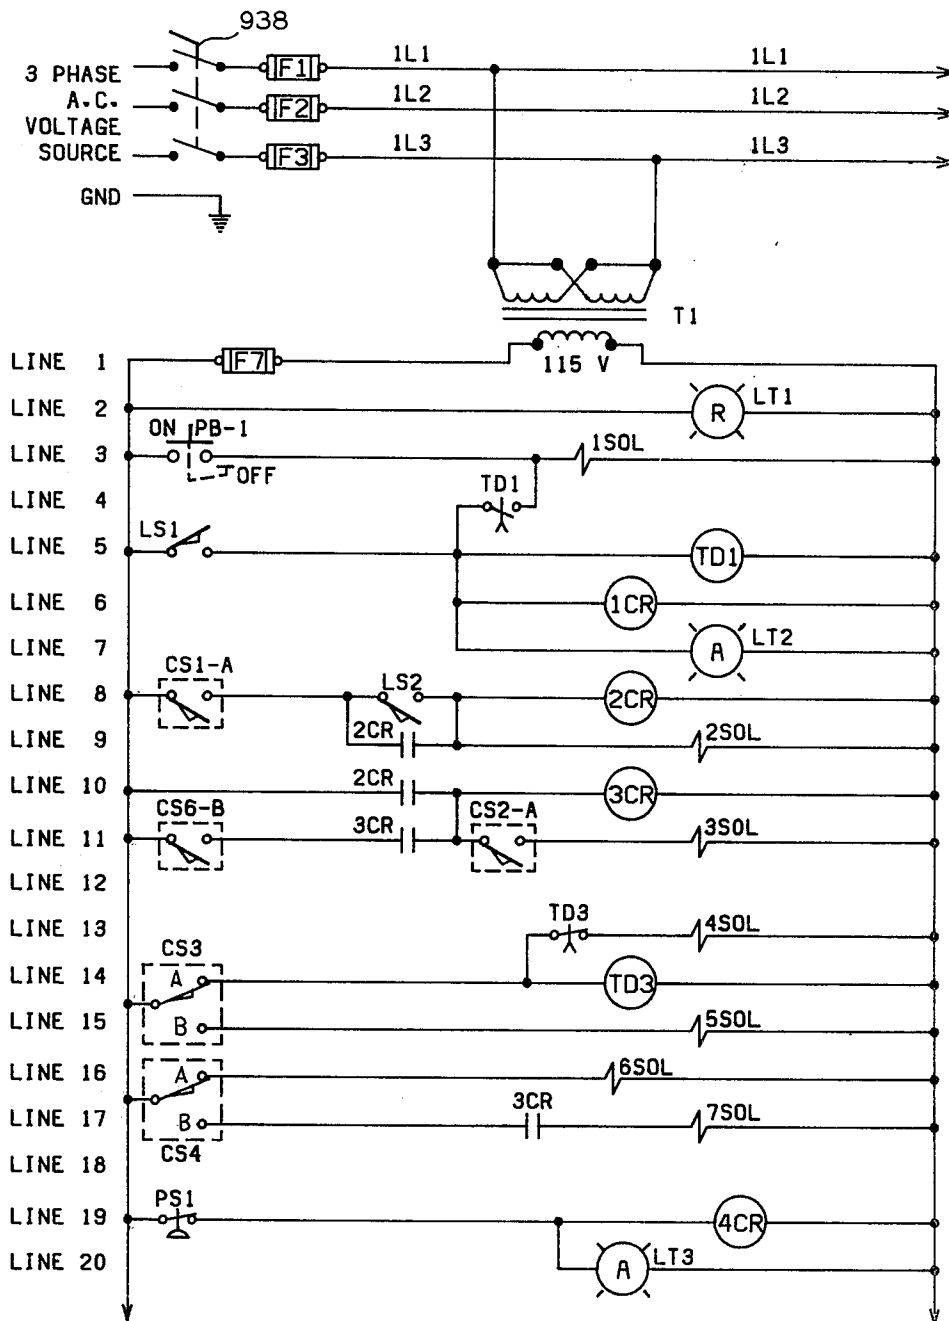 938
3 PHASE
A.C.
VOLTAGE
SOURCE
GND
F1 1L1 1L1
F2 1L2 1L2
F3 1L3 1L3
T1
115 V
LINE 1 F7
LINE 2 R LT1
ON PB-1
LINE 3 OFF 1SOL
LINE 4 TD1
LS1
LINE 5 TD1
LINE 6 1CR
LINE 7 A LT2
CS1-A
LINE 8 LS2 2CR
LINE 9 2CR 2SOL
LINE 10 2CR 3CR
CS6-B CS2-A
LINE 11 3CR 3SOL
LINE 12
LINE 13 TD3 4SOL
CS3
LINE 14 A TD3
LINE 15 B 5SOL
LINE 16 A 6SOL
LINE 17 B 3CR 7SOL
CS4
LINE 18
PS1
LINE 19 4CR
LINE 20 A LT3